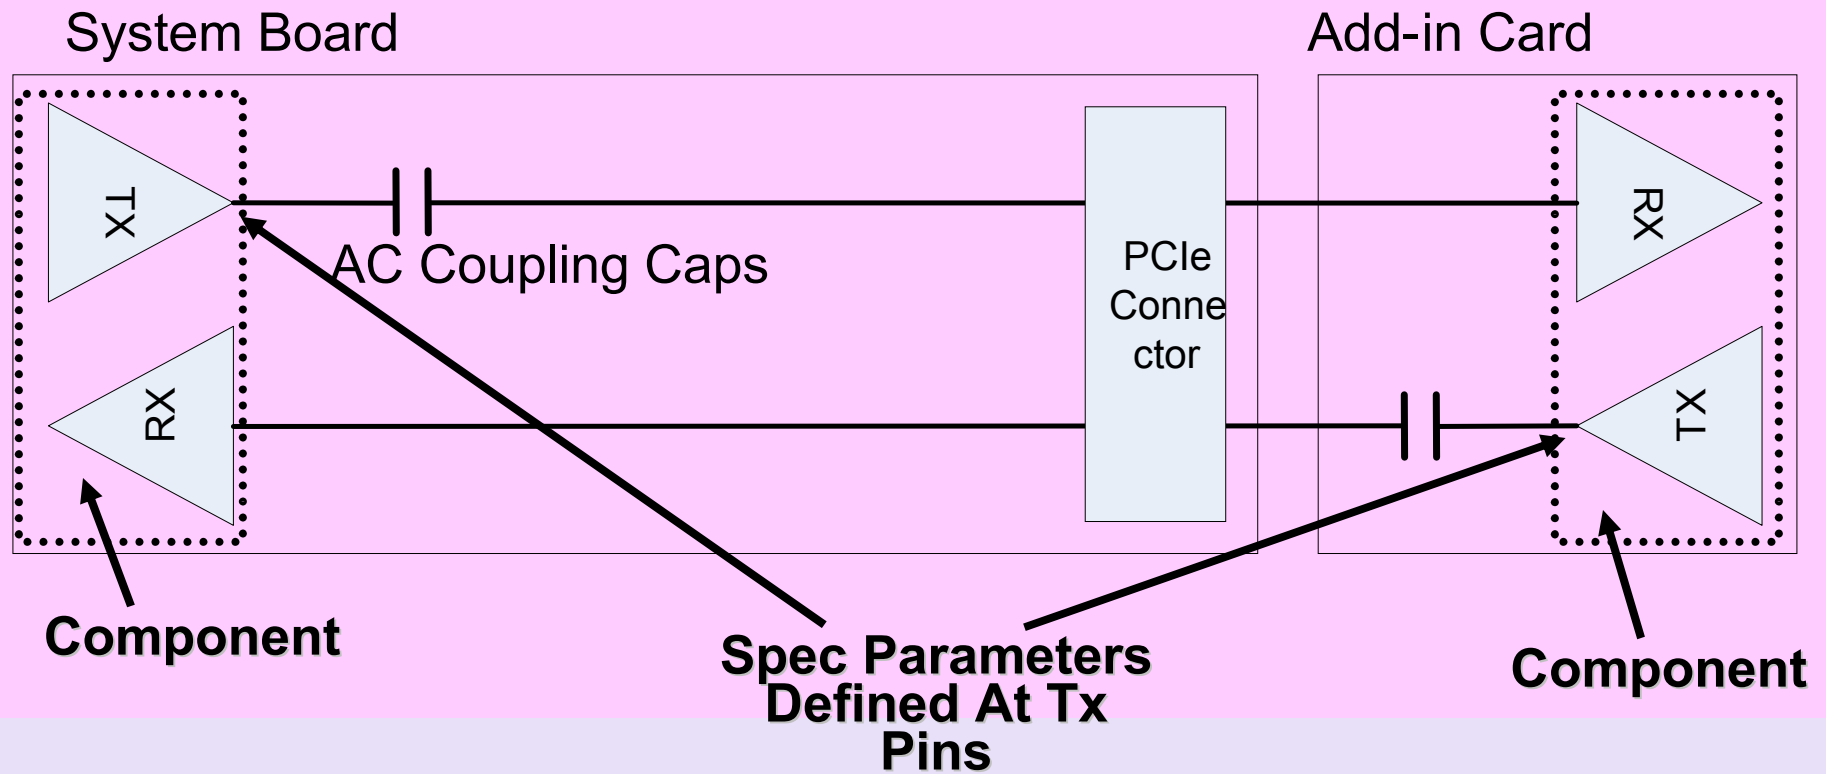 System Board
Add-in Card
TX
RX
AC Coupling Caps
PCIe
Conne
ctor
RX
TX
Component
Spec Parameters
Defined At Tx
Pins
Component